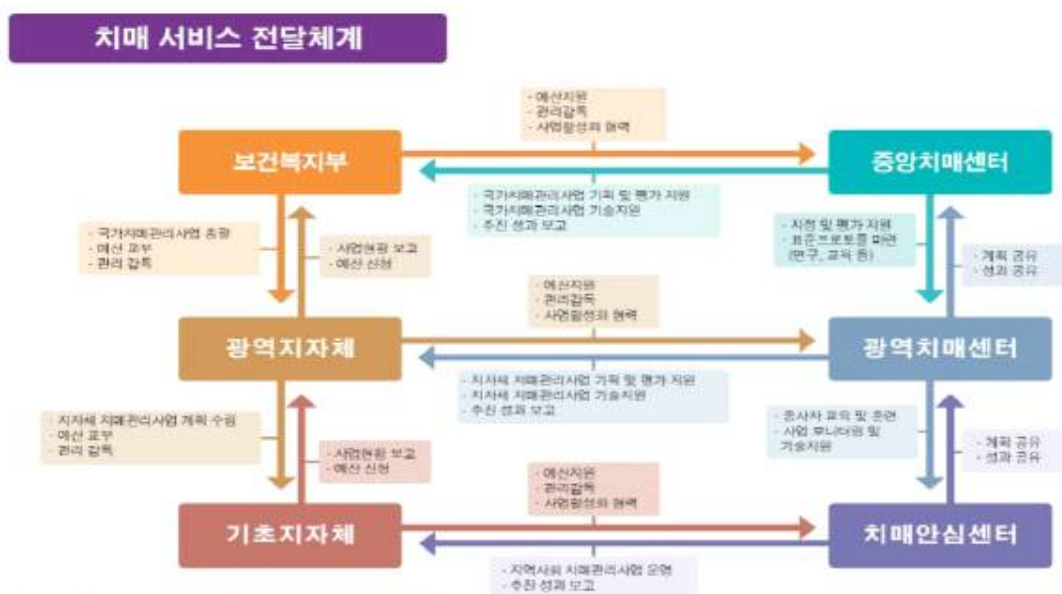 치매 서비스 전달체계
- 예산지원
- 관리감독
- 사업활성화 협력
보건복지부
중앙치매센터
- 국가치매관리사업 기획 및 평가 지원
- 국가치매관리사업 기술지원
- 추진 성과 보고
- 국가치매관리사업 총괄
- 예산 교부
- 관리 감독
- 사업현황 보고
- 예산 신청
- 지정 및 평가 지원
- 표준프로토콜 마련
(연구, 교육 등)
- 계획 공유
- 성과 공유
- 예산지원
- 관리감독
- 사업활성화 협력
광역지자체
광역치매센터
- 지자체 치매관리사업 기획 및 평가 지원
- 지자체 치매관리사업 기술지원
- 추진 성과 보고
- 지자체 치매관리사업 계획 수립
- 예산 교부
- 관리 감독
- 사업현황 보고
- 예산 신청
- 종사자 교육 및 훈련
- 사업 모니터링 및
기술지원
- 계획 공유
- 성과 공유
- 예산지원
- 관리감독
- 사업활성화 협력
기초지자체
치매안심센터
- 지역사회 치매관리사업 운영
- 추진 성과 보고